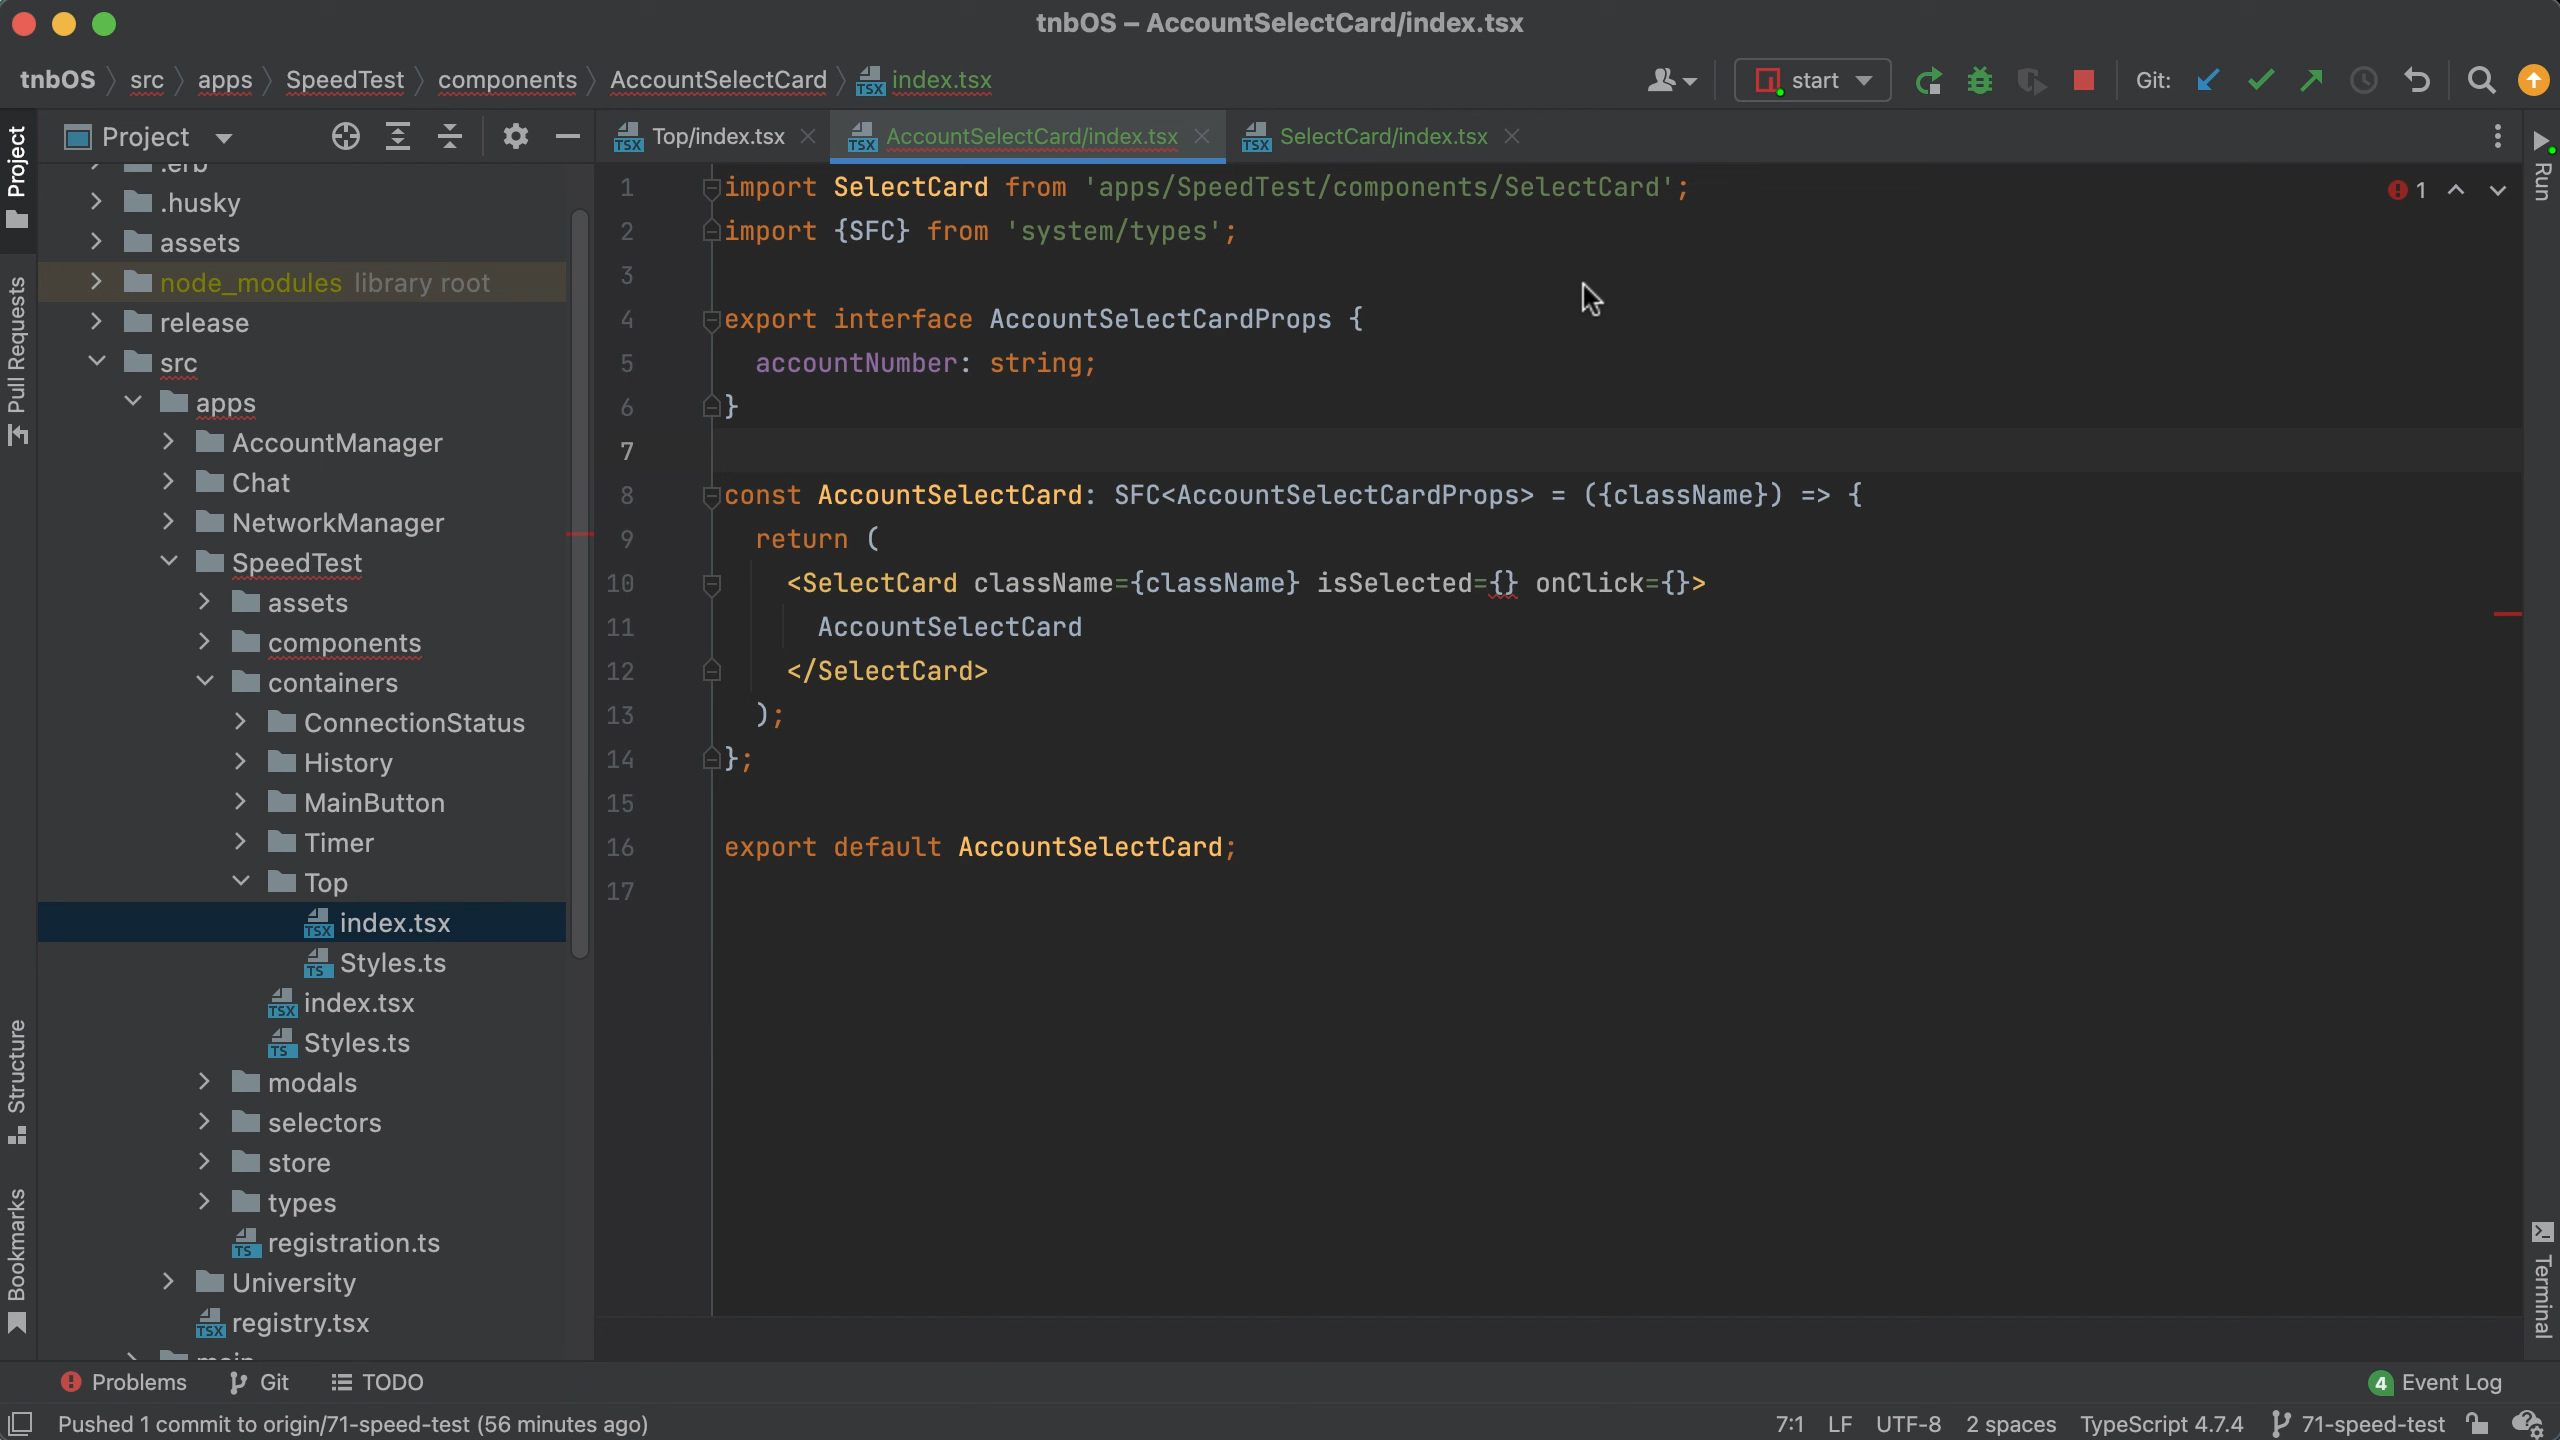 tnbOS – AccountSelectCard/index.tsx
tnbOS src apps SpeedTest components AccountSelectCard index.tsx
start
Git:
Project
Top/index.tsx
AccountSelectCard/index.tsx
SelectCard/index.tsx
Project
Pull Requests
Structure
Bookmarks
.erb
.husky
assets
node_modules library root
release
src
apps
AccountManager
Chat
NetworkManager
SpeedTest
assets
components
containers
ConnectionStatus
History
MainButton
Timer
Top
index.tsx
Styles.ts
index.tsx
Styles.ts
modals
selectors
store
types
registration.ts
University
registry.tsx
main
1 import SelectCard from 'apps/SpeedTest/components/SelectCard';
2 import {SFC} from 'system/types';
3
4 export interface AccountSelectCardProps {
5 accountNumber: string;
6 }
7
8 const AccountSelectCard: SFC<AccountSelectCardProps> = ({className}) => {
9 return (
10 <SelectCard className={className} isSelected={} onClick={}>
11 AccountSelectCard
12 </SelectCard>
13 );
14 };
15
16 export default AccountSelectCard;
17
1
Run
Terminal
Problems
Git
TODO
4 Event Log
Pushed 1 commit to origin/71-speed-test (56 minutes ago)
7:1 LF UTF-8 2 spaces TypeScript 4.7.4 71-speed-test